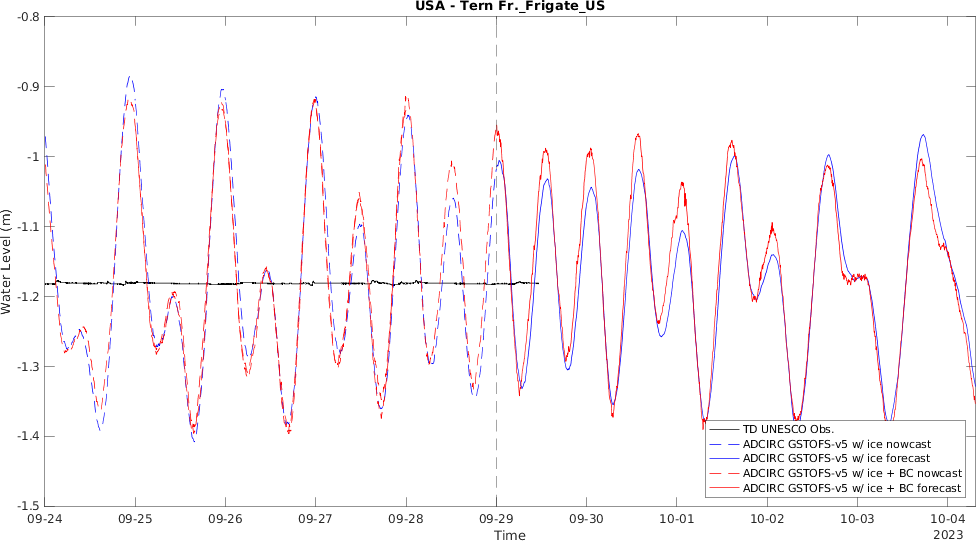 USA - Tern Fr._Frigate_US
-0.8
-0.9
-1
-1.1
-1.2
-1.3
-1.4
-1.5
Water Level (m)
TD UNESCO Obs.
ADCIRC GSTOFS-v5 w/ ice nowcast
ADCIRC GSTOFS-v5 w/ ice forecast
ADCIRC GSTOFS-v5 w/ ice + BC nowcast
ADCIRC GSTOFS-v5 w/ ice + BC forecast
09-24 09-25 09-26 09-27 09-28 09-29 09-30 10-01 10-02 10-03 10-04
Time 2023